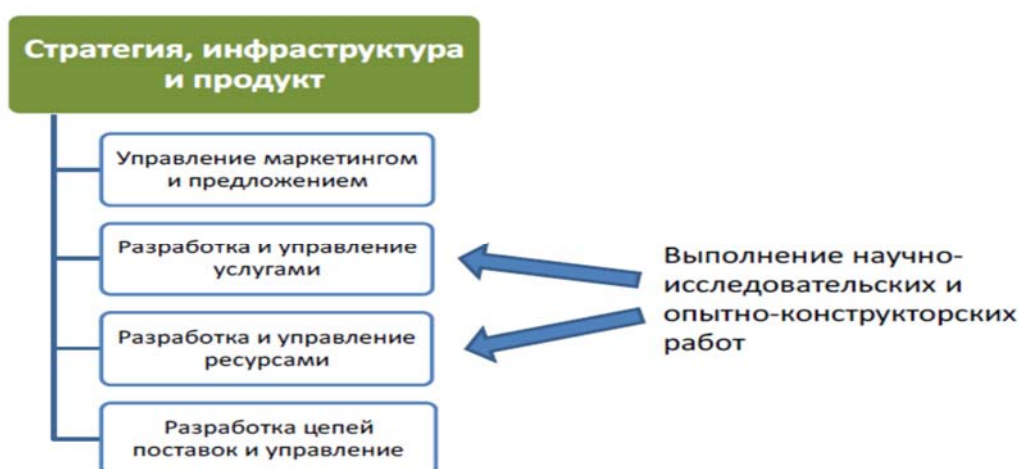 Стратегия, инфраструктура
и продукт
Управление маркетингом
и предложением
Разработка и управление
услугами
Разработка и управление
ресурсами
Разработка цепей
поставок и управление
Выполнение научно-
исследовательских и
опытно-конструкторских
работ